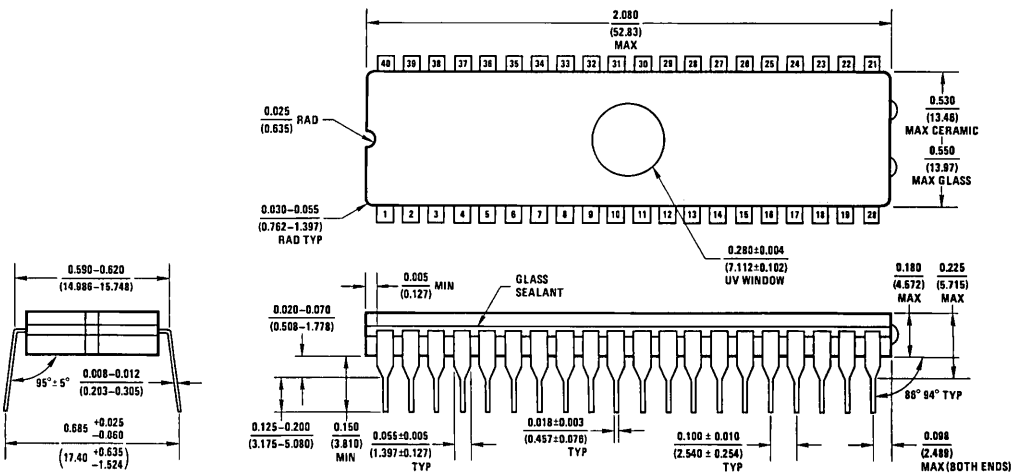 2.080
(52.83)
MAX
40 39 38 37 36 35 34 33 32 31 30 29 28 27 26 25 24 23 22 21
0.025
(0.635)
RAD
0.530
(13.46)
MAX CERAMIC
0.550
(13.97)
MAX GLASS
0.030–0.055
(0.762–1.397)
RAD TYP
1 2 3 4 5 6 7 8 9 10 11 12 13 14 15 16 17 18 19 20
0.280±0.004
(7.112±0.102)
UV WINDOW
0.590–0.620
(14.986–15.748)
0.005
(0.127)
MIN
GLASS
SEALANT
0.180
(4.572)
MAX
0.225
(5.715)
MAX
0.020–0.070
(0.508–1.778)
95°±5°
0.008–0.012
(0.203–0.305)
86° 94° TYP
0.685 +0.025
–0.060
(17.40 +0.635
–1.524)
0.125–0.200
(3.175–5.080)
0.150
(3.810)
MIN
0.055±0.005
(1.397±0.127)
TYP
0.018±0.003
(0.457±0.076)
TYP
0.100 ± 0.010
(2.540 ± 0.254)
TYP
0.098
(2.489)
MAX (BOTH ENDS)